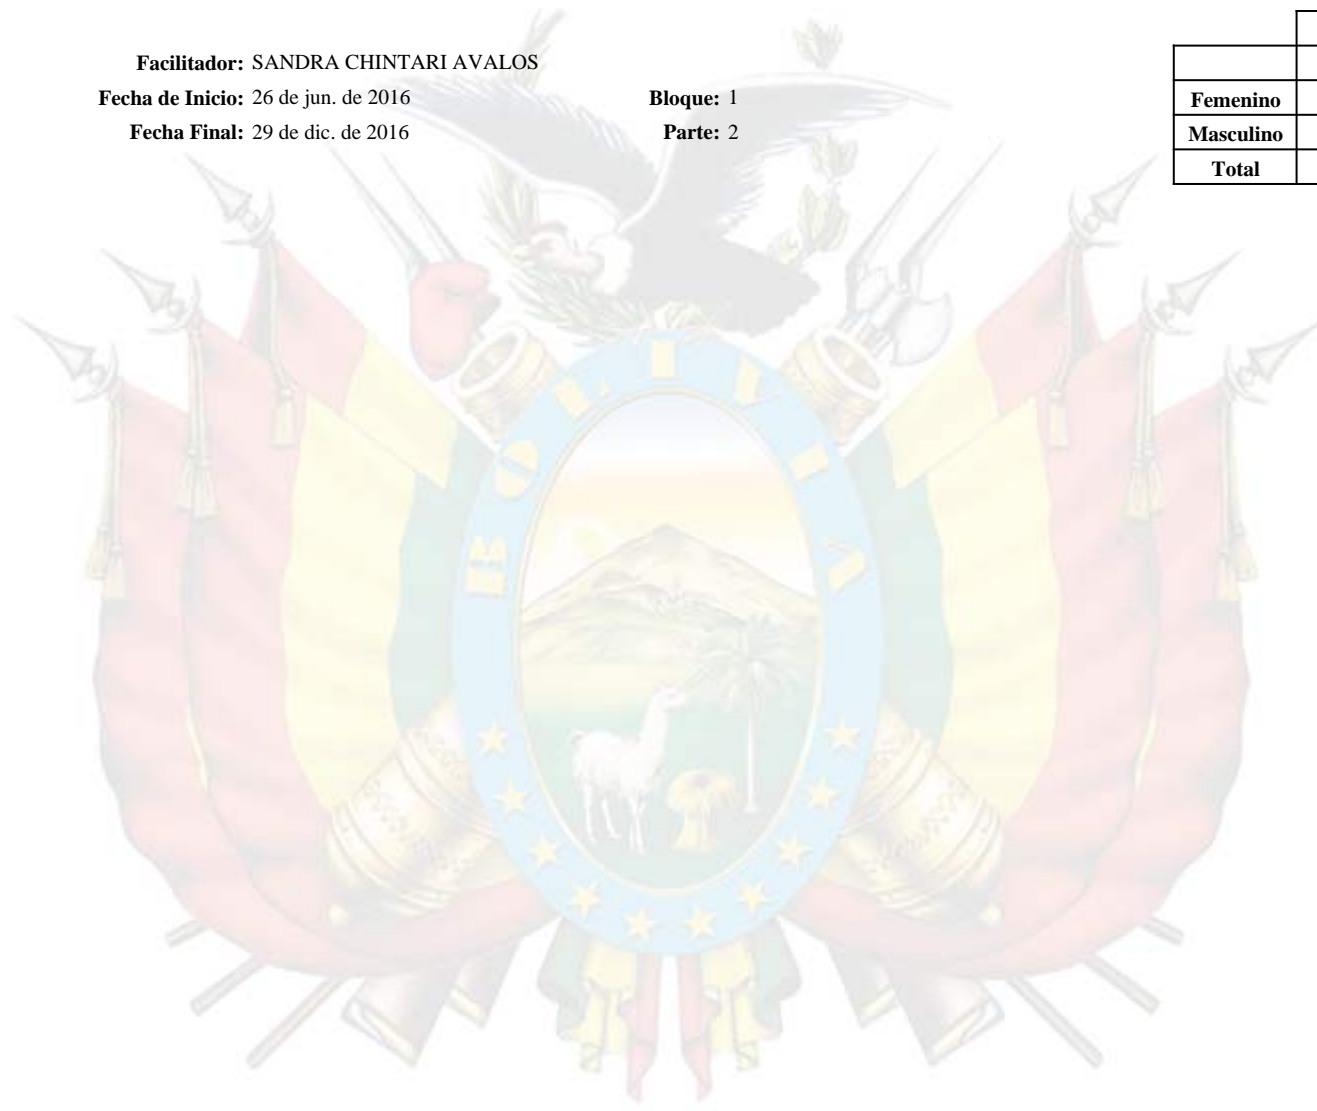 Facilitador: SANDRA CHINTARI AVALOS
Fecha de Inicio: 26 de jun. de 2016 Bloque: 1
Fecha Final: 29 de dic. de 2016 Parte: 2
Femenino
Masculino
Total
BOLIVIA